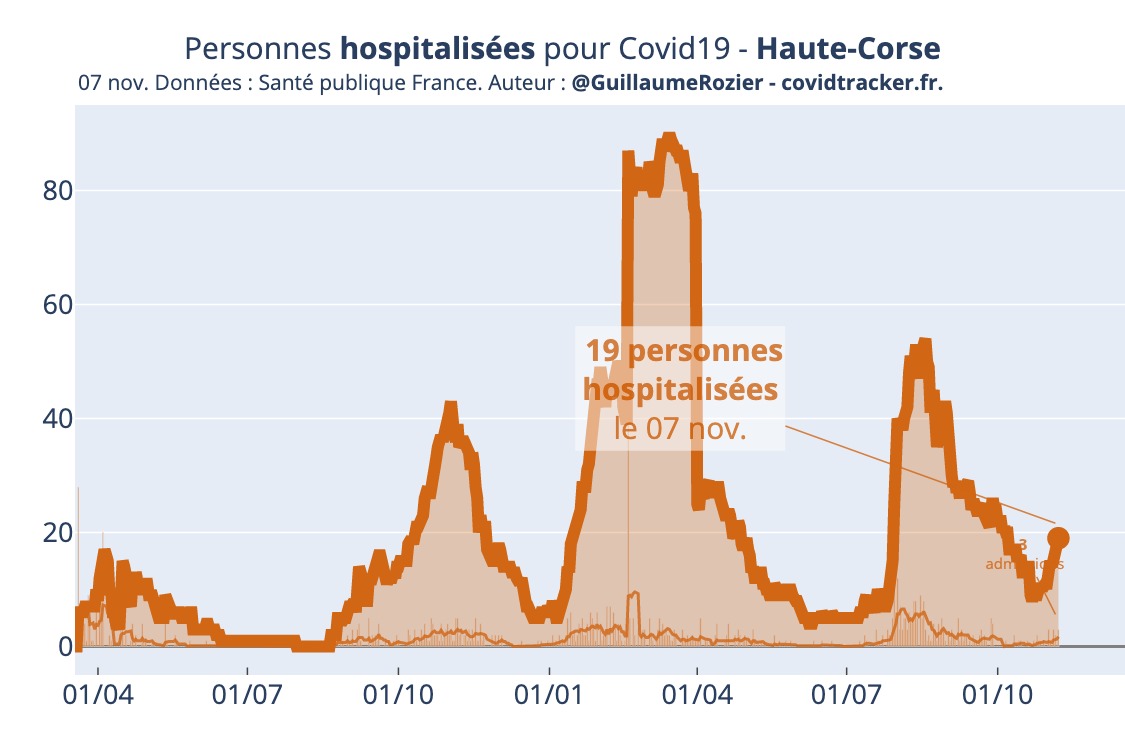 Personnes hospitalisées pour Covid19 - Haute-Corse
07 nov. Données : Santé publique France. Auteur : @GuillaumeRozier - covidtracker.fr.
80
60
19 personnes
hospitalisées
le 07 nov.
40
20
3
admissions
0
01/04 01/07 01/10 01/01 01/04 01/07 01/10